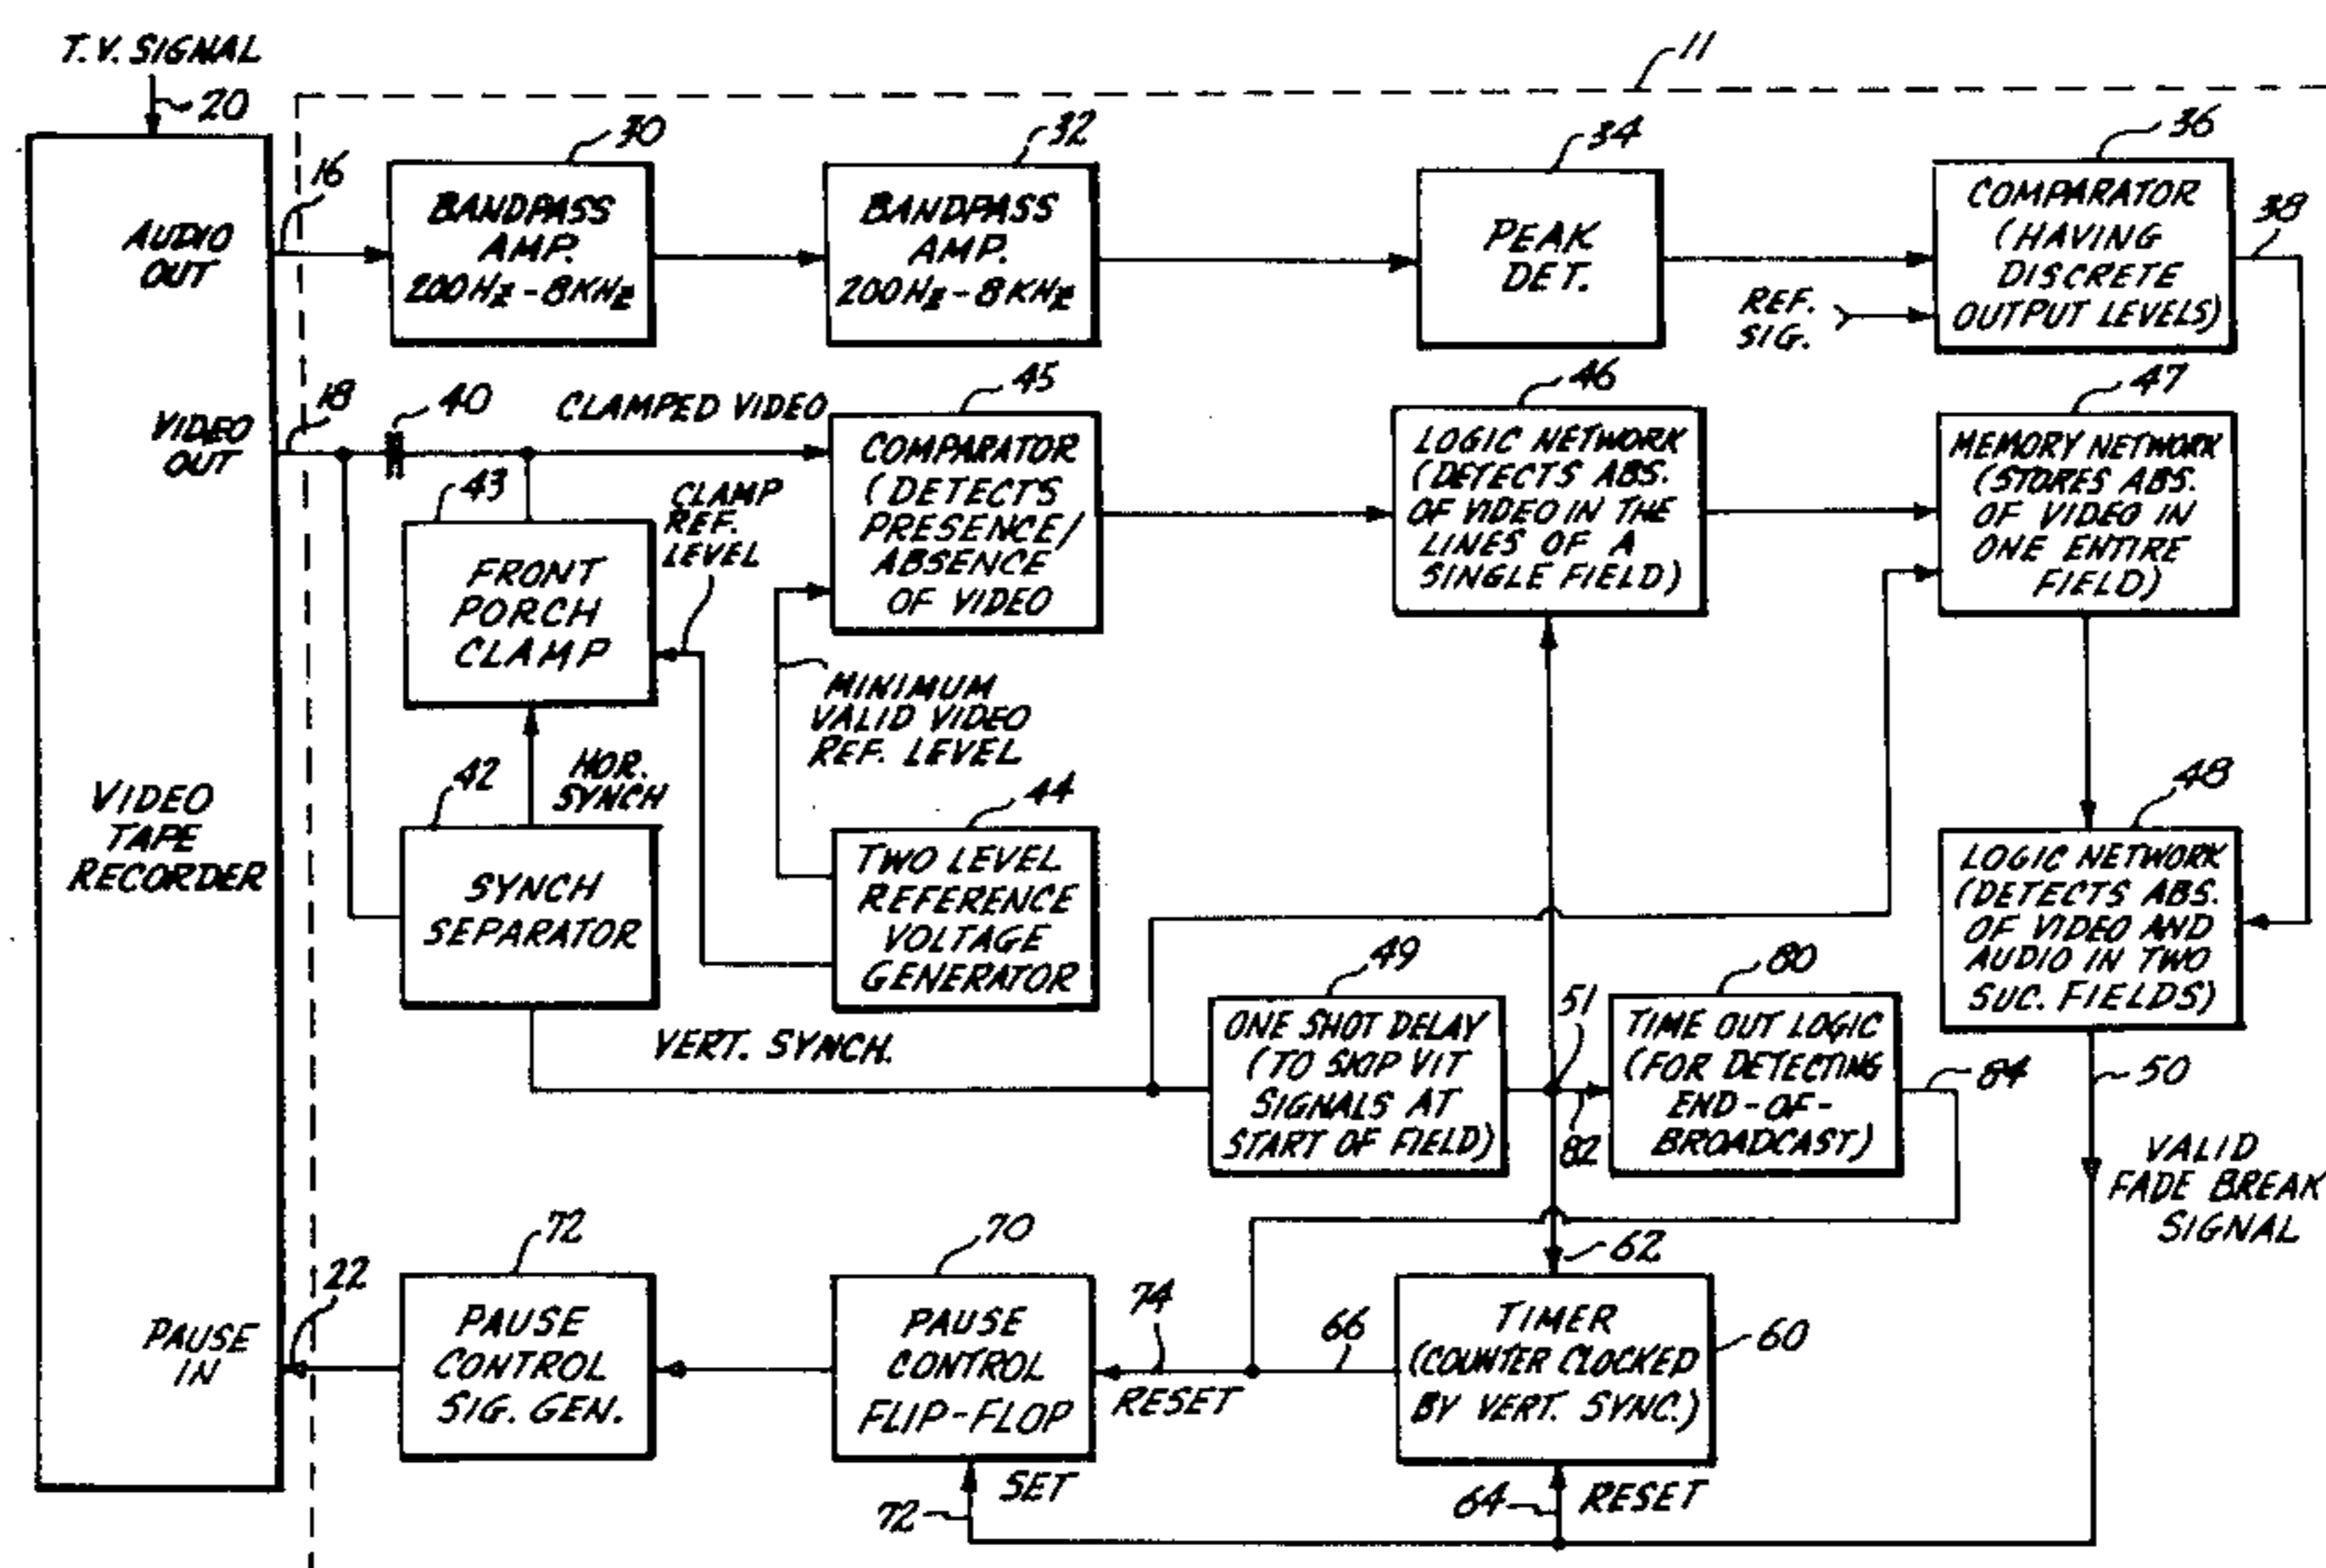 T.V. SIGNAL
20
11
AUDIO
OUT
16
30
BANDPASS
AMP.
200HZ-8KHZ
32
BANDPASS
AMP.
200HZ-8KHZ
34
PEAK
DET.
36
COMPARATOR
(HAVING
DISCRETE
OUTPUT LEVELS)
REF.
SIG.
38
VIDEO
OUT
18
40
CLAMPED VIDEO
43
FRONT
PORCH
CLAMP
CLAMP
REF.
LEVEL
45
COMPARATOR
(DETECTS
PRESENCE/
ABSENCE
OF VIDEO
46
LOGIC NETWORK
(DETECTS ABS.
OF VIDEO IN THE
LINES OF A
SINGLE FIELD)
47
MEMORY NETWORK
(STORES ABS.
OF VIDEO IN
ONE ENTIRE
FIELD)
MINIMUM
VALID VIDEO
REF. LEVEL
VIDEO
TAPE
RECORDER
42
HOR.
SYNCH
SYNCH
SEPARATOR
44
TWO LEVEL
REFERENCE
VOLTAGE
GENERATOR
48
LOGIC NETWORK
(DETECTS ABS.
OF VIDEO AND
AUDIO IN TWO
SUC. FIELDS)
VERT. SYNCH.
49
ONE SHOT DELAY
(TO SKIP VIT
SIGNALS AT
START OF FIELD)
51
82
80
TIME OUT LOGIC
(FOR DETECTING
END-OF-
BROADCAST)
84
50
VALID
FADE BREAK
SIGNAL
PAUSE
IN
22
72
PAUSE
CONTROL
SIG. GEN.
70
PAUSE
CONTROL
FLIP-FLOP
74
RESET
66
62
TIMER
(COUNTER CLOCKED
BY VERT. SYNC.)
60
72
SET
64
RESET